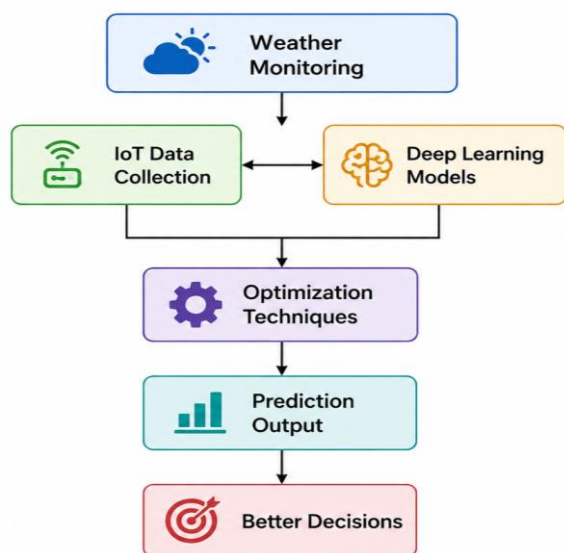 Weather
Monitoring
IoT Data
Collection
Deep Learning
Models
Optimization
Techniques
Prediction
Output
Better Decisions